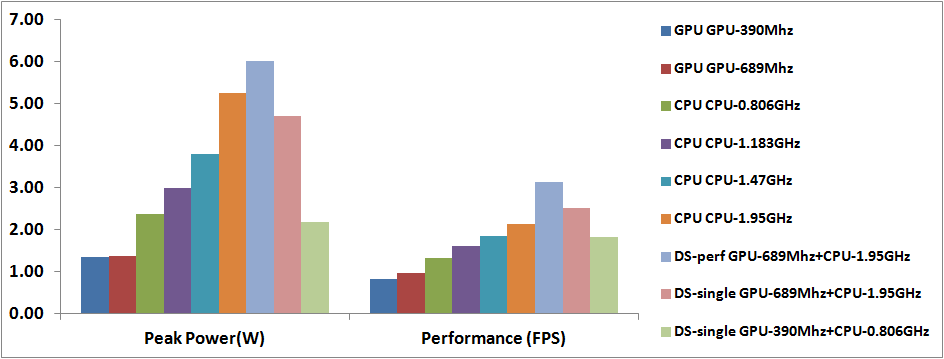 7.00
6.00
5.00
4.00
3.00
2.00
1.00
0.00
Peak Power(W)
Performance (FPS)
GPU GPU-390Mhz
GPU GPU-689Mhz
CPU CPU-0.806GHz
CPU CPU-1.183GHz
CPU CPU-1.47GHz
CPU CPU-1.95GHz
DS-perf GPU-689Mhz+CPU-1.95GHz
DS-single GPU-689Mhz+CPU-1.95GHz
DS-single GPU-390Mhz+CPU-0.806GHz